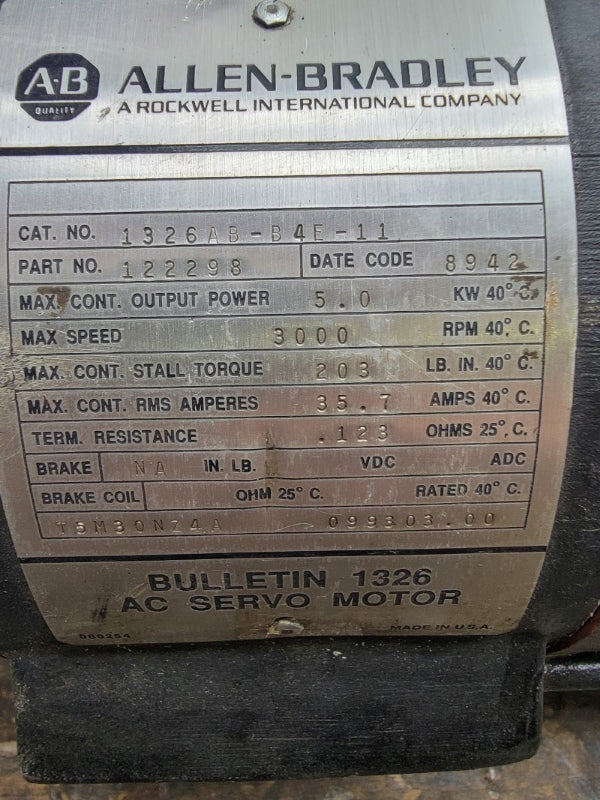 A·B
QUALITY
ALLEN-BRADLEY
A ROCKWELL INTERNATIONAL COMPANY
CAT. NO. 1326AB-B4E-11
PART NO. 122298 DATE CODE 8942
MAX. CONT. OUTPUT POWER 5.0 KW 40° C.
MAX SPEED 3000 RPM 40° C.
MAX. CONT. STALL TORQUE 203 LB. IN. 40° C.
MAX. CONT. RMS AMPERES 35.7 AMPS 40° C.
TERM. RESISTANCE .123 OHMS 25° C.
BRAKE NA IN. LB. VDC ADC
BRAKE COIL OHM 25° C. RATED 40° C.
099303.00
BULLETIN 1326
AC SERVO MOTOR
MADE IN U.S.A.